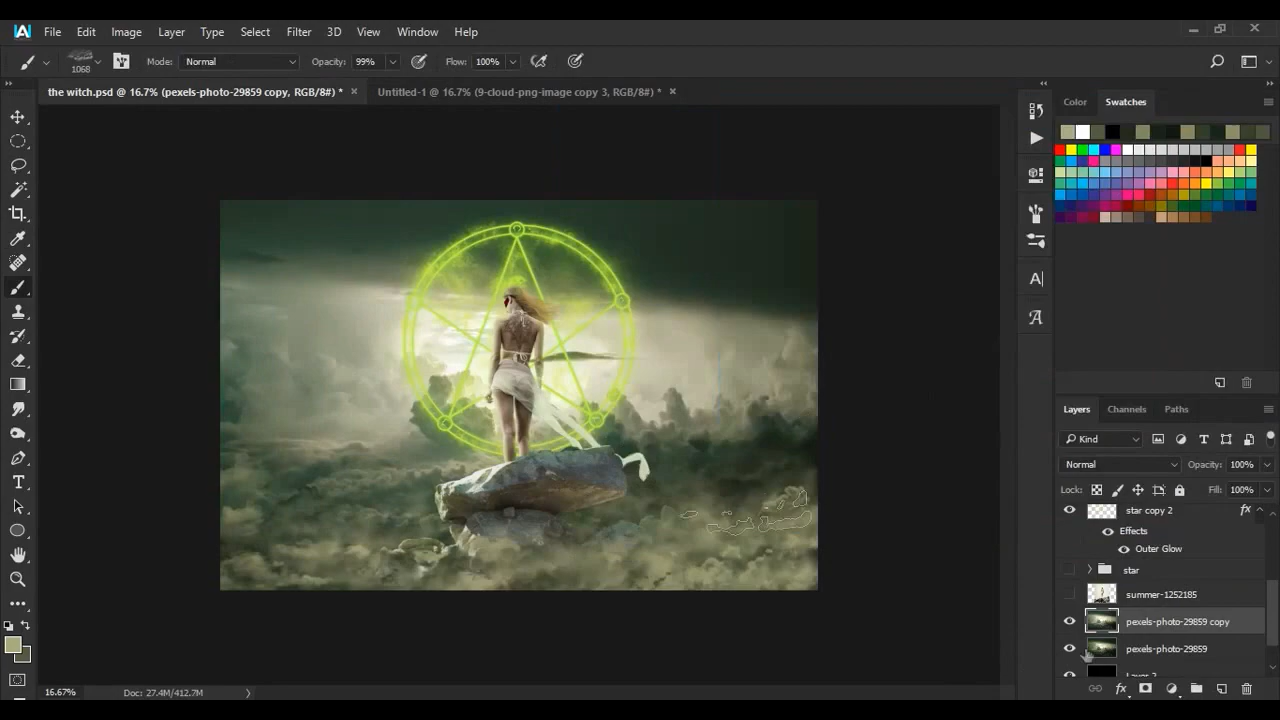 File Edit Image Layer Type Select Filter 3D View Window Help
1068 Mode: Normal Opacity: 99% Flow: 100%
the witch.psd @ 16.7% (pexels-photo-29859 copy, RGB/8#) * Untitled-1 @ 16.7% (9-cloud-png-image copy 3, RGB/8#) *
Color Swatches
Layers Channels Paths
Kind
Normal Opacity: 100%
Lock: Fill: 100%
star copy 2 fx
Effects
Outer Glow
star
summer-1252185
pexels-photo-29859 copy
pexels-photo-29859
16.67% Doc: 27.4M/412.7M